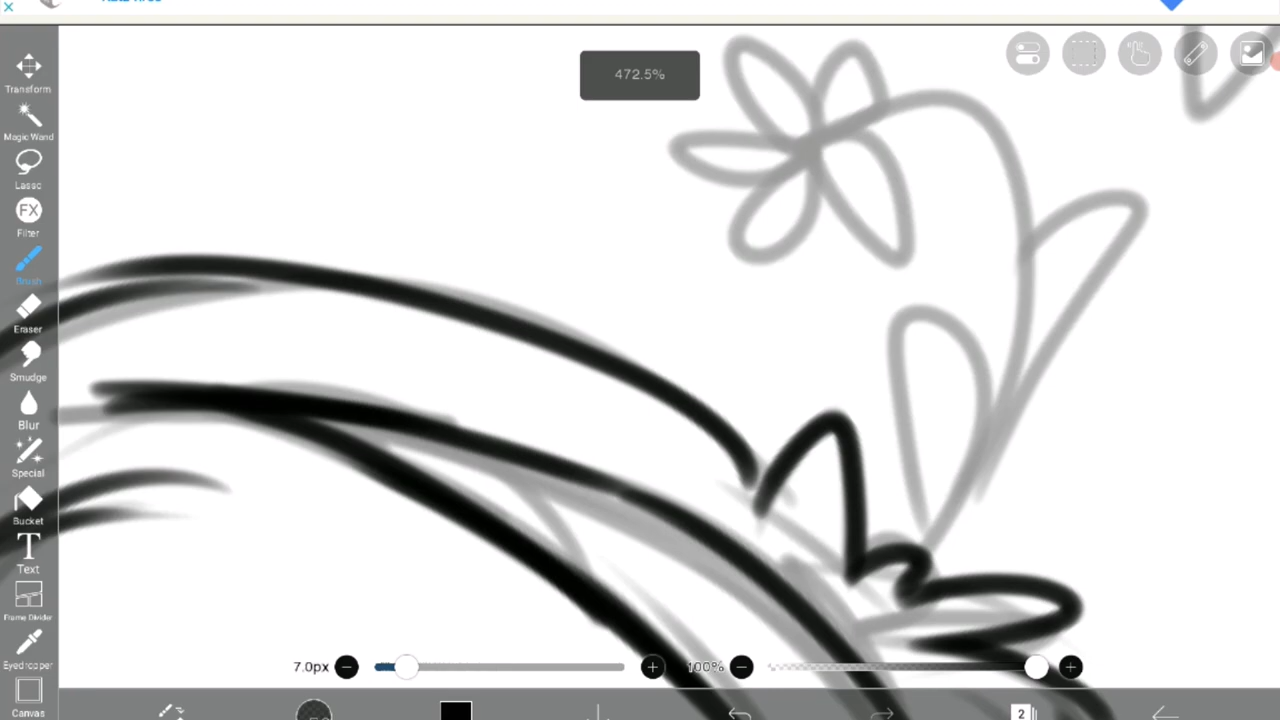 472.5%
Transform
Magic Wand
Lasso
FX
Filter
Brush
Eraser
Smudge
Blur
Special
Bucket
T
Text
Frame Divider
Eyedropper
Canvas
7.0px
100%
2